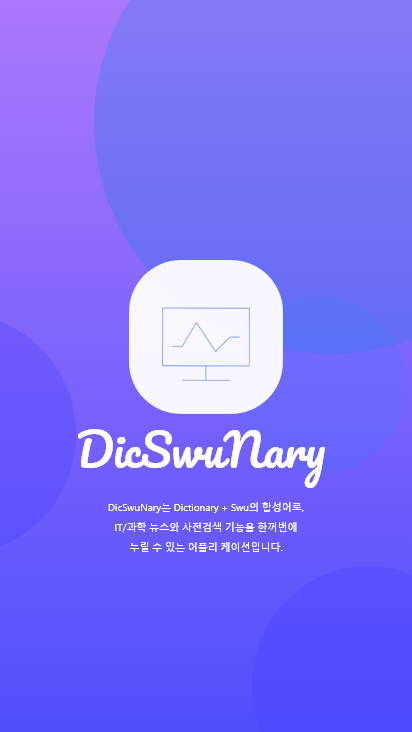 DicSwuNary
DicSwuNary는 Dictionary + Swu의 합성어로,
IT/과학 뉴스와 사전검색 기능을 한꺼번에
누릴 수 있는 어플리 케이션입니다.